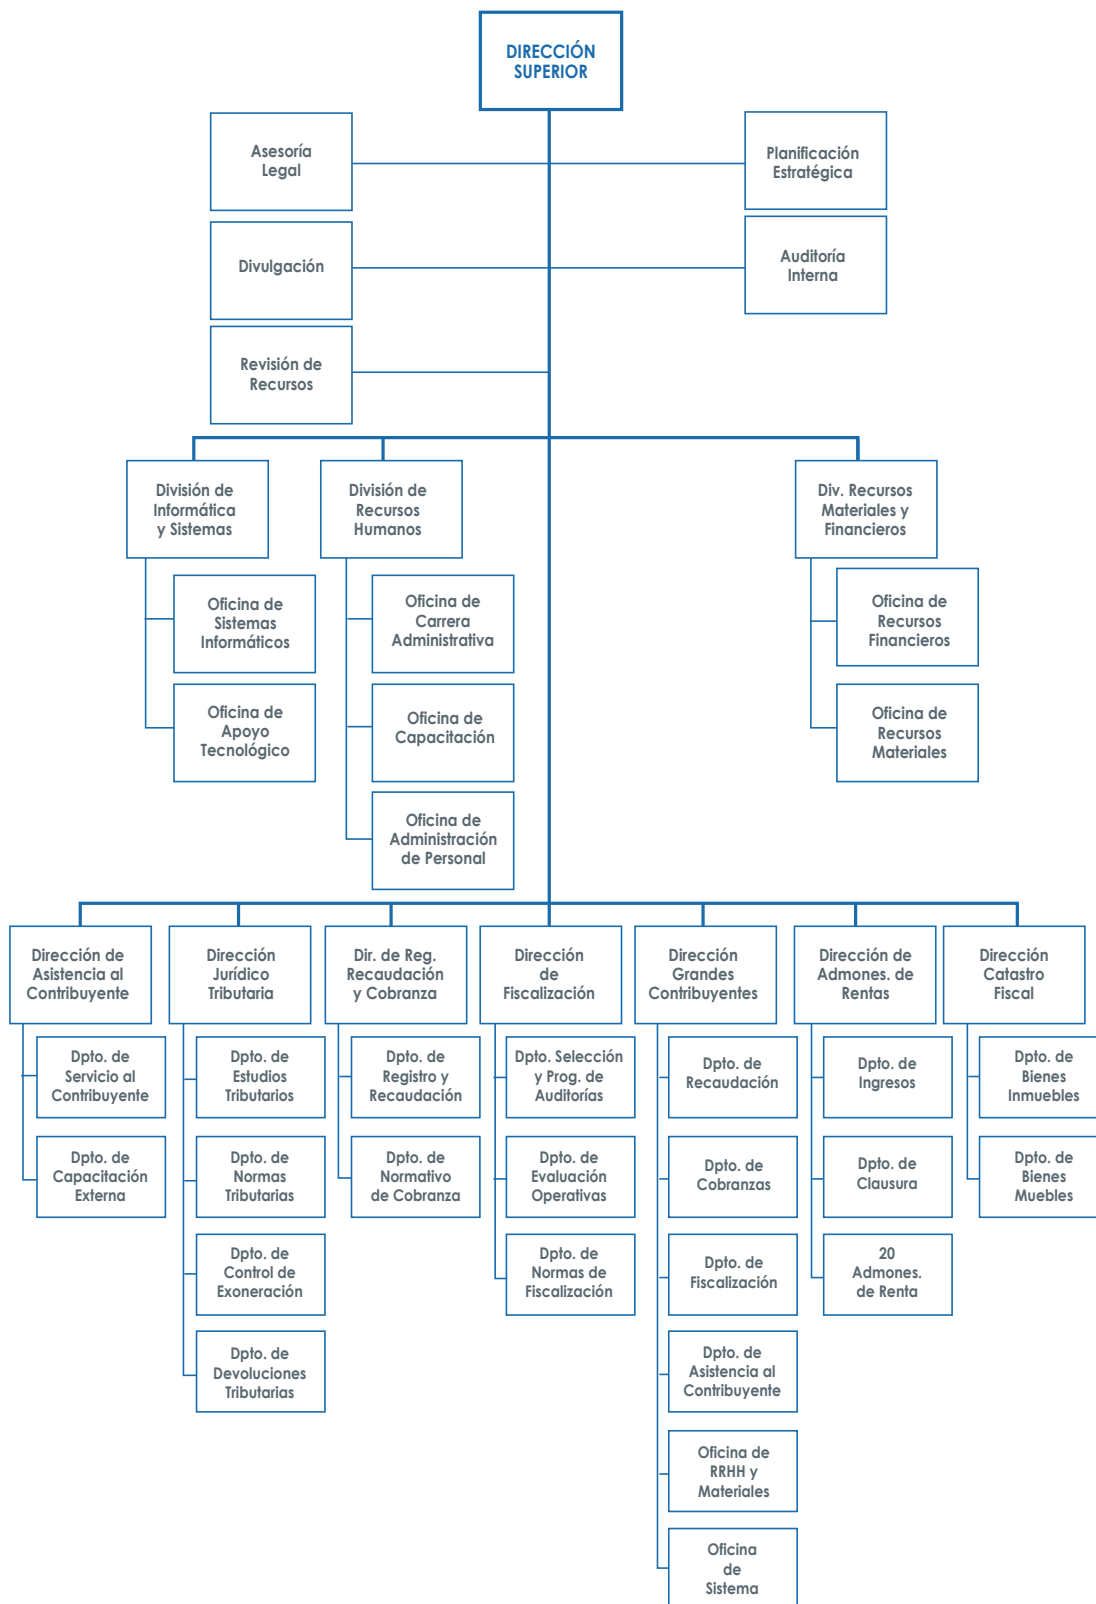 DIRECCIÓN
SUPERIOR
Asesoría
Legal
Planificación
Estratégica
Divulgación
Auditoría
Interna
Revisión de
Recursos
División de
Informática
y Sistemas
División de
Recursos
Humanos
Div. Recursos
Materiales y
Financieros
Oficina de
Sistemas
Informáticos
Oficina de
Carrera
Administrativa
Oficina de
Recursos
Financieros
Oficina de
Apoyo
Tecnológico
Oficina de
Capacitación
Oficina de
Recursos
Materiales
Oficina de
Administración
de Personal
Dirección de
Asistencia al
Contribuyente
Dirección
Jurídico
Tributaria
Dir. de Reg.
Recaudación
y Cobranza
Dirección
de
Fiscalización
Dirección
Grandes
Contribuyentes
Dirección de
Admones. de
Rentas
Dirección
Catastro
Fiscal
Dpto. de
Servicio al
Contribuyente
Dpto. de
Estudios
Tributarios
Dpto. de
Registro y
Recaudación
Dpto. Selección
y Prog. de
Auditorías
Dpto. de
Recaudación
Dpto. de
Ingresos
Dpto. de
Bienes
Inmuebles
Dpto. de
Capacitación
Externa
Dpto. de
Normas
Tributarias
Dpto. de
Normativo
de Cobranza
Dpto. de
Evaluación
Operativas
Dpto. de
Cobranzas
Dpto. de
Clausura
Dpto. de
Bienes
Muebles
Dpto. de
Control de
Exoneración
Dpto. de
Normas de
Fiscalización
Dpto. de
Fiscalización
20
Admones.
de Renta
Dpto. de
Devoluciones
Tributarias
Dpto. de
Asistencia al
Contribuyente
Oficina de
RRHH y
Materiales
Oficina
de
Sistema